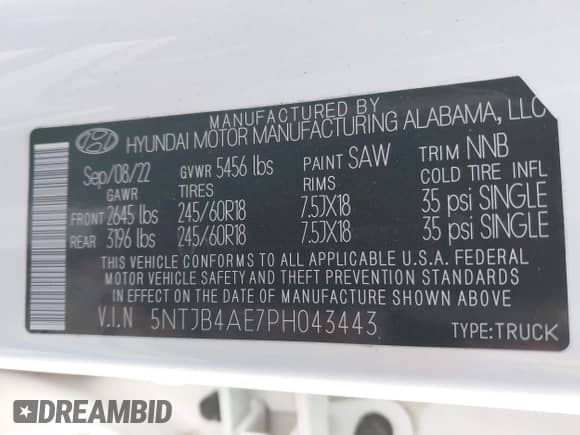 MANUFACTURED BY
HYUNDAI MOTOR MANUFACTURING ALABAMA, LLC
Sep/08/22 GVWR 5456 lbs PAINT SAW TRIM NNB
GAWR TIRES RIMS COLD TIRE INFL
FRONT 2645 lbs 245/60R18 7.5JX18 35 psi SINGLE
REAR 3196 lbs 245/60R18 7.5JX18 35 psi SINGLE
THIS VEHICLE CONFORMS TO ALL APPLICABLE U.S.A. FEDERAL
MOTOR VEHICLE SAFETY AND THEFT PREVENTION STANDARDS
IN EFFECT ON THE DATE OF MANUFACTURE SHOWN ABOVE.
V.I.N 5NTJB4AE7PH043443
TYPE:TRUCK
DREAMBID